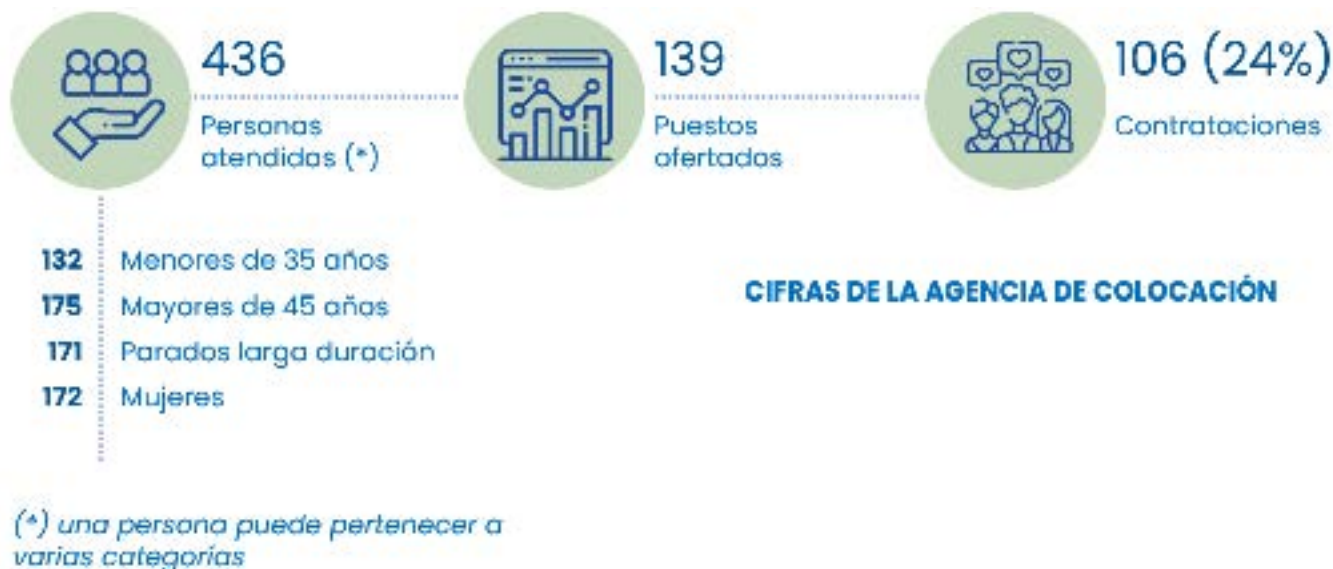 436
Personas
atendidas (*)
139
Puestos
ofertados
106 (24%)
Contrataciones
132 Menores de 35 años
175 Mayores de 45 años
171 Parados larga duración
172 Mujeres
CIFRAS DE LA AGENCIA DE COLOCACIÓN
(*) una persona puede pertenecer a
varias categorías